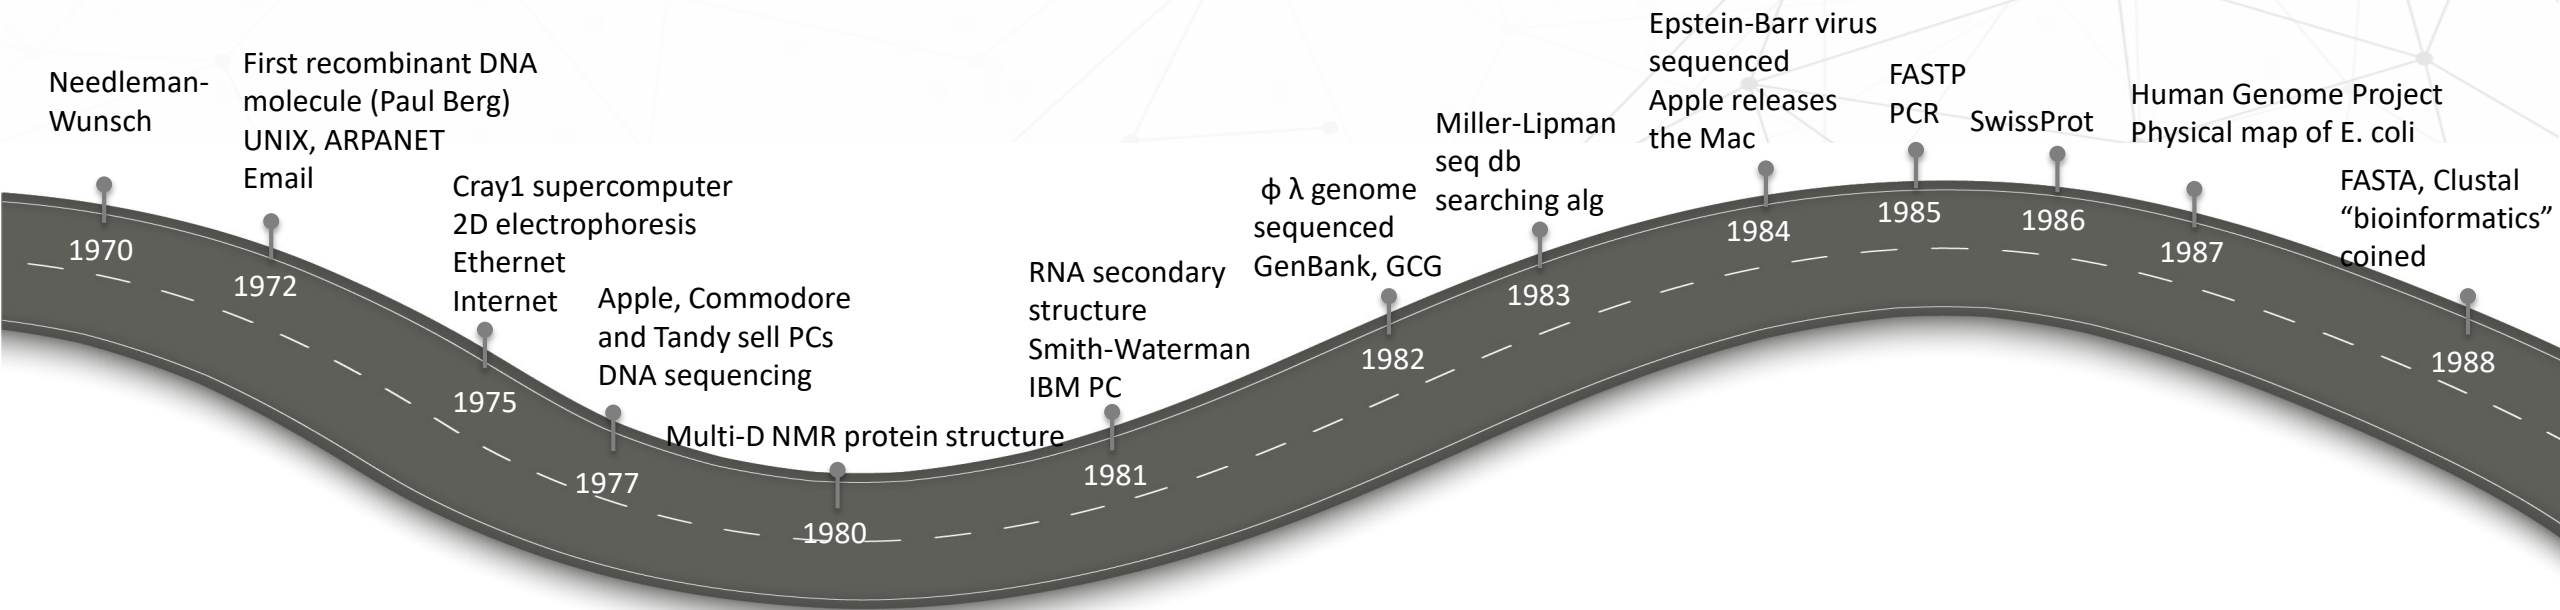 Needleman-
Wunsch
1970
First recombinant DNA
molecule (Paul Berg)
UNIX, ARPANET
Email
1972
Cray1 supercomputer
2D electrophoresis
Ethernet
Internet
1975
Apple, Commodore
and Tandy sell PCs
DNA sequencing
1977
Multi-D NMR protein structure
1980
RNA secondary
structure
Smith-Waterman
IBM PC
1981
ϕ λ genome
sequenced
GenBank, GCG
1982
Miller-Lipman
seq db
searching alg
1983
Epstein-Barr virus
sequenced
Apple releases
the Mac
1984
FASTP
PCR
1985
SwissProt
1986
Human Genome Project
Physical map of E. coli
1987
FASTA, Clustal
“bioinformatics”
coined
1988